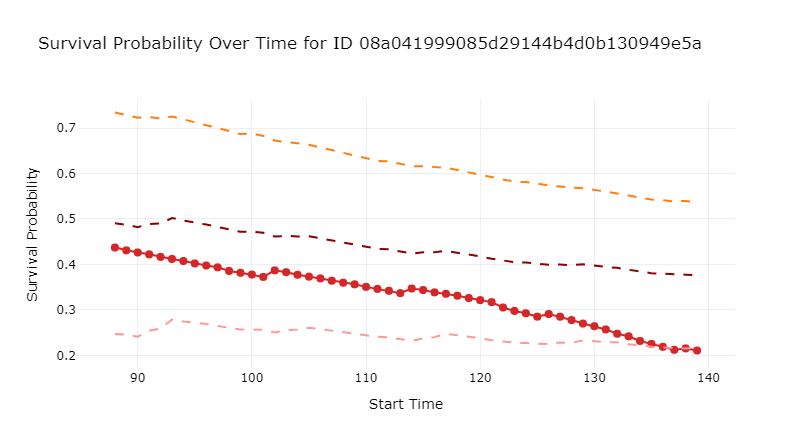 Survival Probability Over Time for ID 08a041999085d29144b4d0b130949e5a
Survival Probability
0.7
0.6
0.5
0.4
0.3
0.2
90 100 110 120 130 140
Start Time